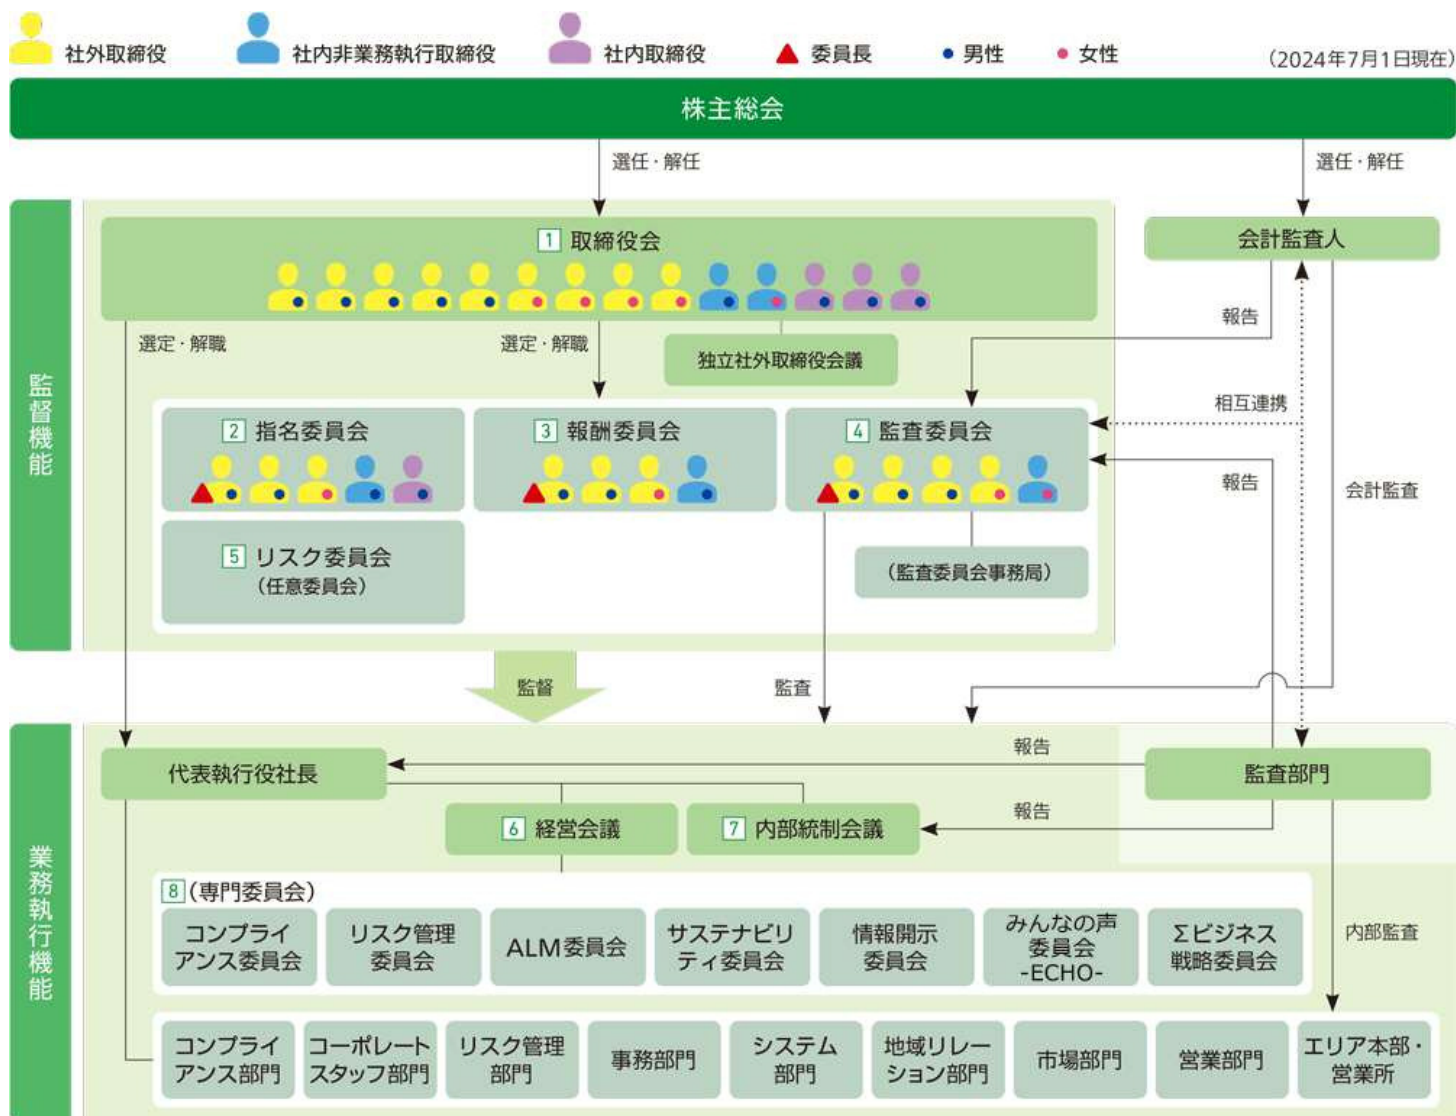 社外取締役
社内非業務執行取締役
社内取締役
委員長
男性
女性
（2024年7月1日現在）
株主総会
選任・解任
選任・解任
監督機能
1 取締役会
会計監査人
選定・解職
選定・解職
独立社外取締役会議
報告
相互連携
2 指名委員会
3 報酬委員会
4 監査委員会
報告
会計監査
5 リスク委員会
（任意委員会）
（監査委員会事務局）
監督
監査
業務執行機能
代表執行役社長
報告
監査部門
報告
6 経営会議
7 内部統制会議
8 （専門委員会）
コンプライ
アンス委員会
リスク管理
委員会
ALM委員会
サステナビリ
ティ委員会
情報開示
委員会
みんなの声
委員会
-ECHO-
Σビジネス
戦略委員会
内部監査
コンプライ
アンス部門
コーポレート
スタッフ部門
リスク管理
部門
事務部門
システム
部門
地域リレー
ション部門
市場部門
営業部門
エリア本部・
営業所